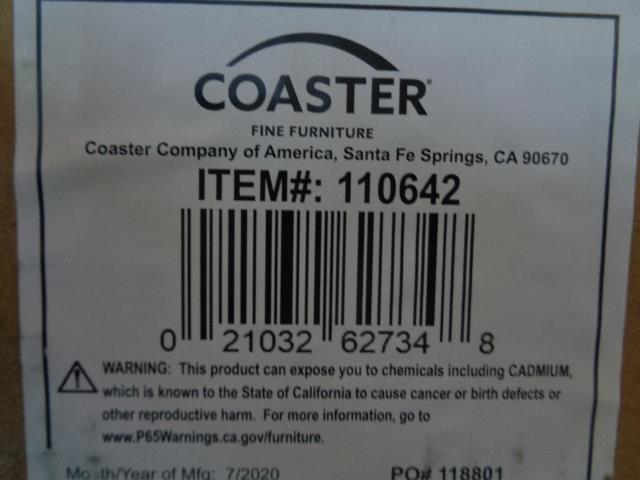 COASTER®
FINE FURNITURE
Coaster Company of America, Santa Fe Springs, CA 90670
ITEM#: 110642
0 21032 62734 8
WARNING: This product can expose you to chemicals including CADMIUM,
which is known to the State of California to cause cancer or birth defects or
other reproductive harm. For more information, go to
www.P65Warnings.ca.gov/furniture.
Month/Year of Mfg: 7/2020 PO# 118801